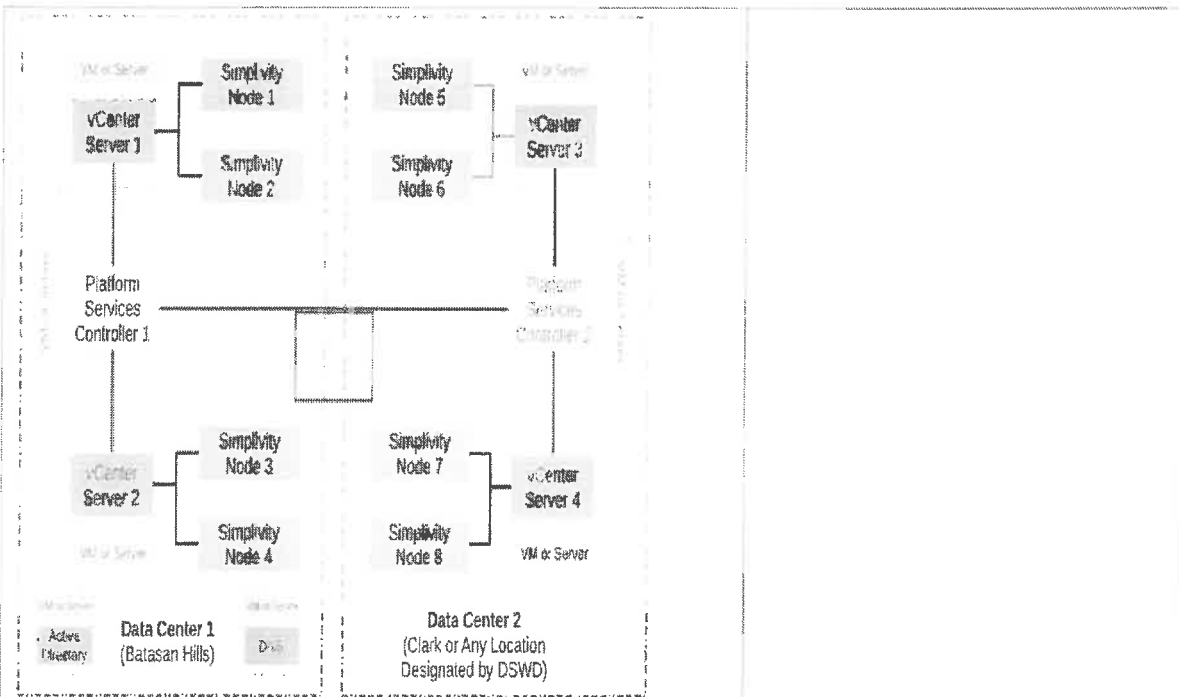 VM or Server
Simplivity
Node 1
vCenter
Server 1
Simplivity
Node 2
Platform
Services
Controller 1
vCenter
Server 2
Simplivity
Node 3
Simplivity
Node 4
VM or Server
VM or Server
Active
Directory
Data Center 1
(Batasan Hills)
VM or Server
Simplivity
Node 5
VM or Server
vCenter
Server 3
Simplivity
Node 6
Platform
Services
Controller 2
Simplivity
Node 7
vCenter
Server 4
Simplivity
Node 8
VM or Server
Data Center 2
(Clark or Any Location
Designated by DSWD)